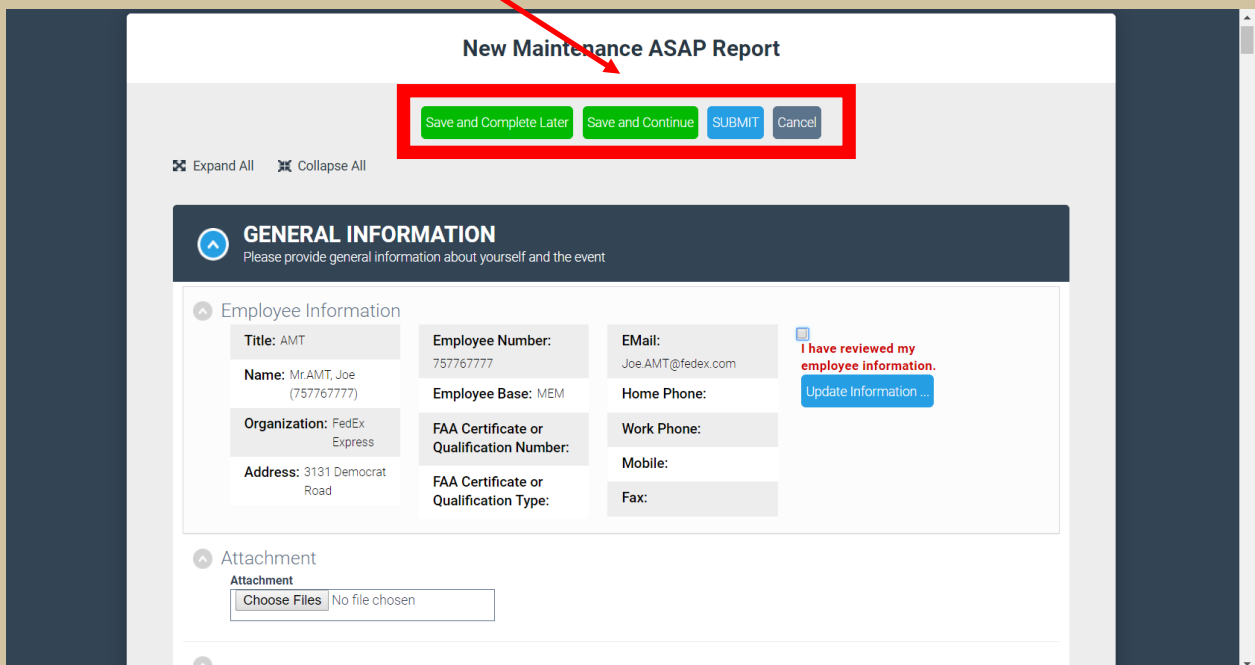 New Maintenance ASAP Report
Save and Complete Later Save and Continue SUBMIT Cancel
Expand All Collapse All
GENERAL INFORMATION
Please provide general information about yourself and the event
Employee Information
Title: AMT
Name: Mr.AMT, Joe
(757767777)
Organization: FedEx
Express
Address: 3131 Democrat
Road
Employee Number:
757767777
Employee Base: MEM
FAA Certificate or
Qualification Number:
FAA Certificate or
Qualification Type:
EMail:
Joe.AMT@fedex.com
Home Phone:
Work Phone:
Mobile:
Fax:
I have reviewed my
employee information.
Update Information ...
Attachment
Attachment
Choose Files No file chosen